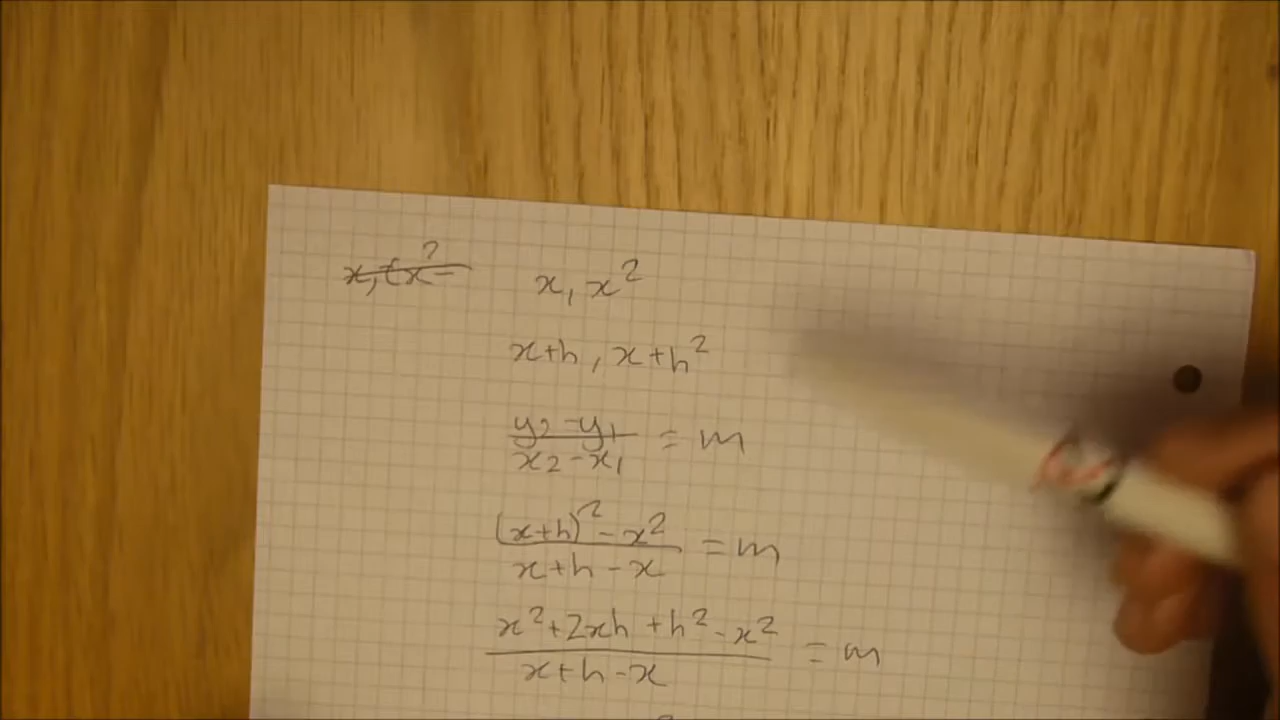 x, x²
x+h, x+h²
y₂-y₁/x₂-x₁ = m
(x+h)²-x²/x+h-x = m
x²+2xh+h²-x²/x+h-x = m